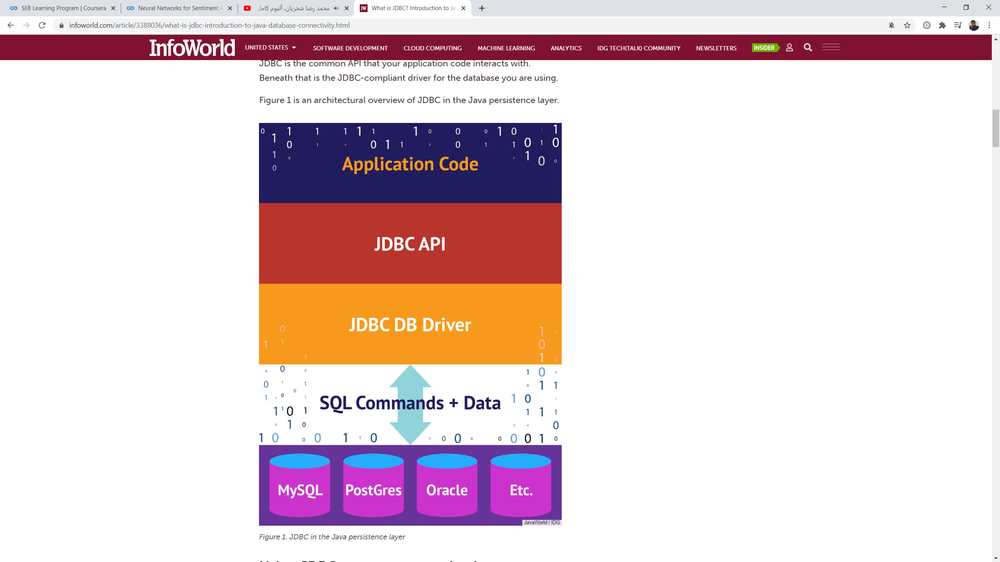 SEB Learning Program | Coursera
Neural Networks for Sentiment A
محمد رضا شجریان، آلبوم کامل
What is JDBC? Introduction to Ja
infoworld.com/article/3388036/what-is-jdbc-introduction-to-java-database-connectivity.html
InfoWorld
UNITED STATES
SOFTWARE DEVELOPMENT
CLOUD COMPUTING
MACHINE LEARNING
ANALYTICS
IDG TECH(TALK) COMMUNITY
NEWSLETTERS
INSIDER
JDBC is the common API that your application code interacts with.
Beneath that is the JDBC-compliant driver for the database you are using.
Figure 1 is an architectural overview of JDBC in the Java persistence layer.
Application Code
JDBC API
JDBC DB Driver
SQL Commands + Data
MySQL
PostGres
Oracle
Etc.
JavaWorld / IDG
Figure 1. JDBC in the Java persistence layer